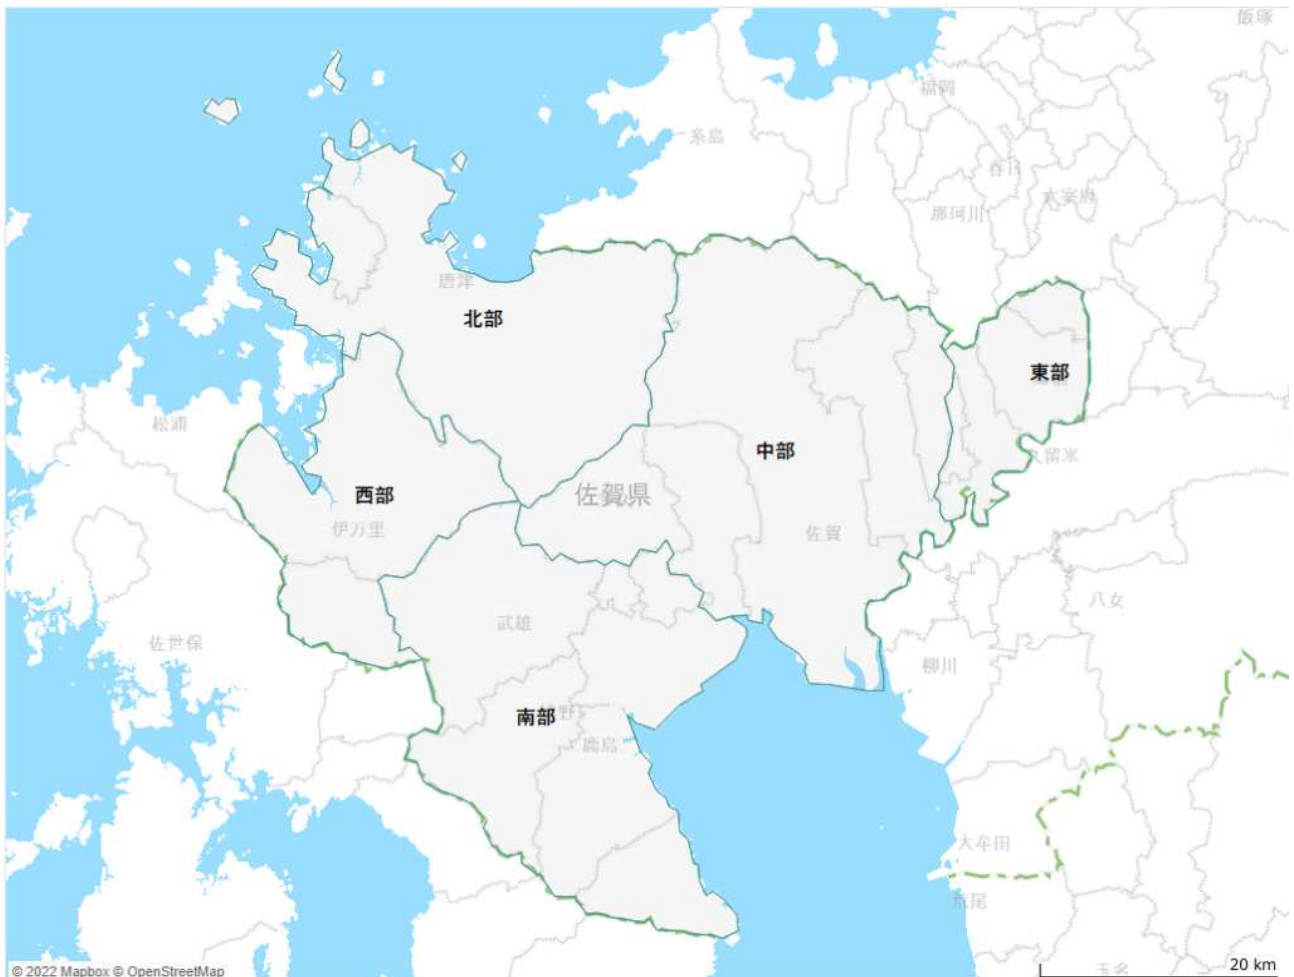 飯塚
福岡
糸島
春日
太宰府
那珂川
唐津
北部
東部
松浦
久留米
中部
西部
佐賀県
伊万里
佐賀
八女
武雄
佐世保
柳川
南部
鹿島
大牟田
荒尾
玉名
© 2022 Mapbox © OpenStreetMap
20 km